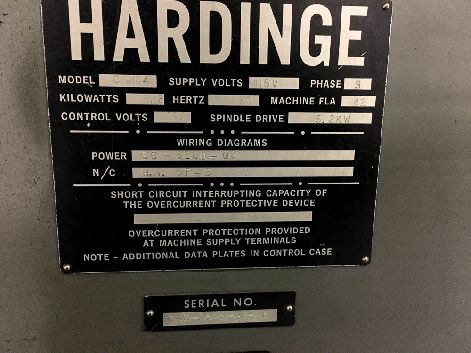 HARDINGE
MODEL SUPPLY VOLTS 415V PHASE 3
KILOWATTS HERTZ MACHINE FLA 42
CONTROL VOLTS SPINDLE DRIVE 5,2KW
WIRING DIAGRAMS
POWER
N/C
SHORT CIRCUIT INTERRUPTING CAPACITY OF
THE OVERCURRENT PROTECTIVE DEVICE
OVERCURRENT PROTECTION PROVIDED
AT MACHINE SUPPLY TERMINALS
NOTE - ADDITIONAL DATA PLATES IN CONTROL CASE
SERIAL NO.